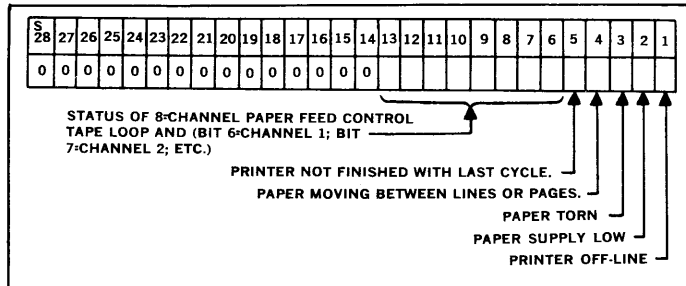 S
28 27 26 25 24 23 22 21 20 19 18 17 16 15 14 13 12 11 10 9 8 7 6 5 4 3 2 1
0 0 0 0 0 0 0 0 0 0 0 0 0 0 0
STATUS OF 8=CHANNEL PAPER FEED CONTROL
TAPE LOOP AND (BIT 6=CHANNEL 1; BIT
7=CHANNEL 2; ETC.)
PRINTER NOT FINISHED WITH LAST CYCLE.
PAPER MOVING BETWEEN LINES OR PAGES.
PAPER TORN
PAPER SUPPLY LOW
PRINTER OFF-LINE